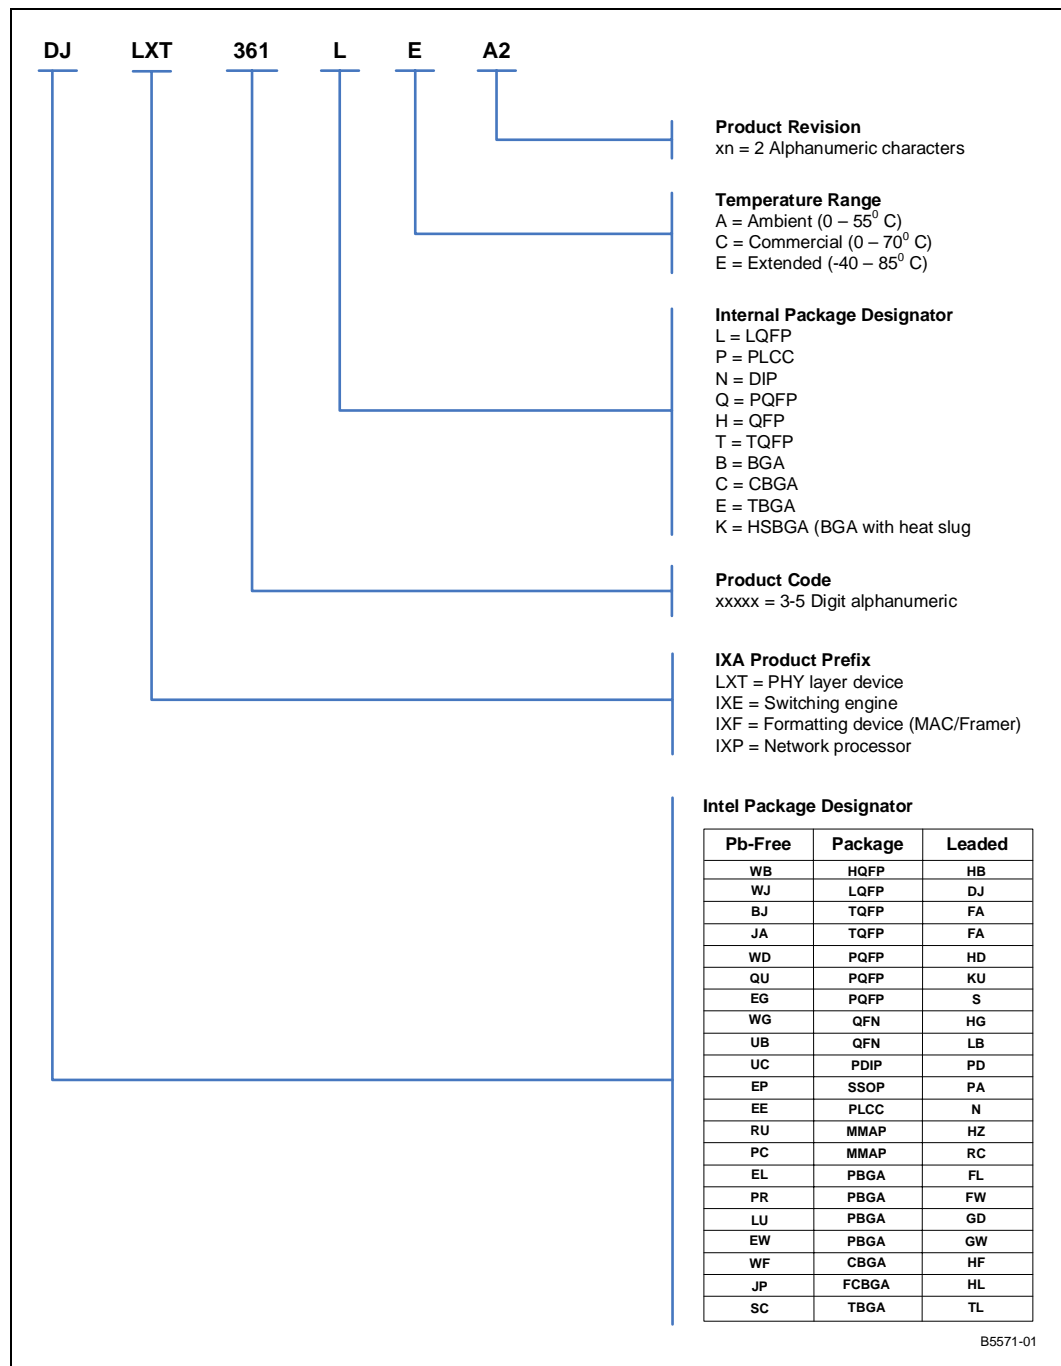 DJ LXT 361 L E A2
Product Revision
xn = 2 Alphanumeric characters
Temperature Range
A = Ambient (0 – 55⁰ C)
C = Commercial (0 – 70⁰ C)
E = Extended (-40 – 85⁰ C)
Internal Package Designator
L = LQFP
P = PLCC
N = DIP
Q = PQFP
H = QFP
T = TQFP
B = BGA
C = CBGA
E = TBGA
K = HSBGA (BGA with heat slug
Product Code
xxxxx = 3-5 Digit alphanumeric
IXA Product Prefix
LXT = PHY layer device
IXE = Switching engine
IXF = Formatting device (MAC/Framer)
IXP = Network processor
Intel Package Designator
Pb-Free Package Leaded
WB HQFP HB
WJ LQFP DJ
BJ TQFP FA
JA TQFP FA
WD PQFP HD
QU PQFP KU
EG PQFP S
WG QFN HG
UB QFN LB
UC PDIP PD
EP SSOP PA
EE PLCC N
RU MMAP HZ
PC MMAP RC
EL PBGA FL
PR PBGA FW
LU PBGA GD
EW PBGA GW
WF CBGA HF
JP FCBGA HL
SC TBGA TL
B5571-01